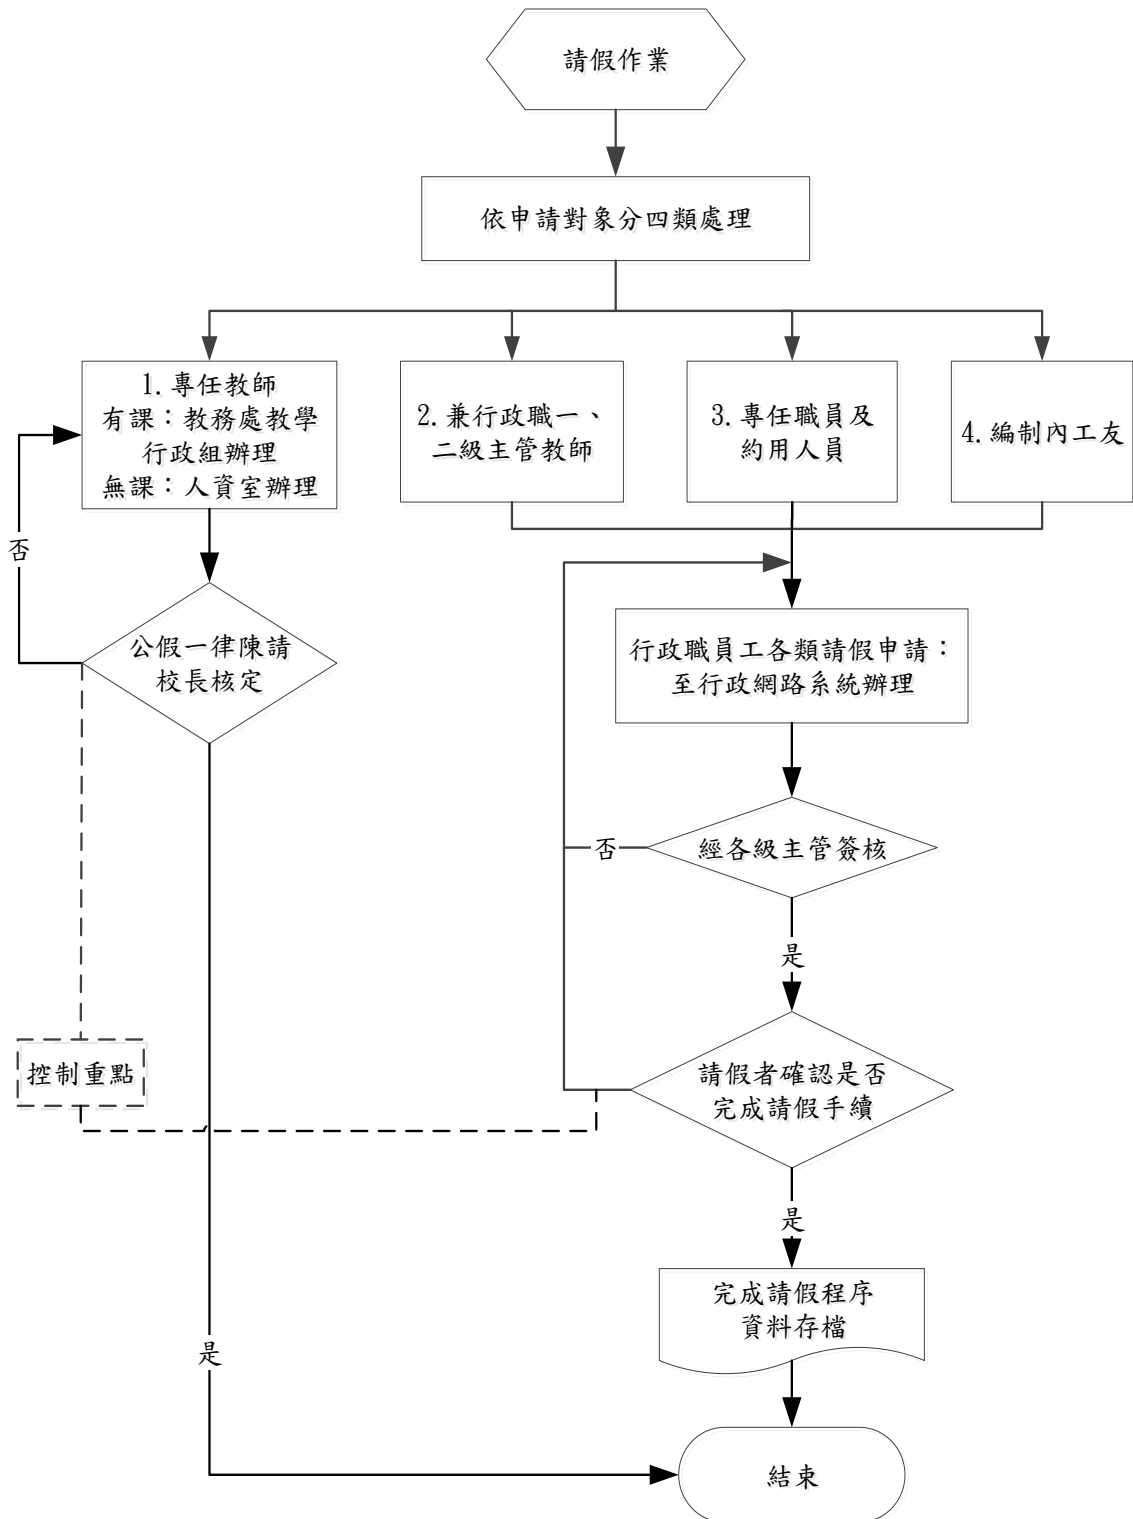 請假作業
依申請對象分四類處理
1. 專任教師
有課：教務處教學
行政組辦理
無課：人資室辦理
2. 兼行政職一、
二級主管教師
3. 專任職員及
約用人員
4. 編制內工友
否
公假一律陳請
校長核定
行政職員工各類請假申請：
至行政網路系統辦理
否
經各級主管簽核
是
控制重點
請假者確認是否
完成請假手續
是
完成請假程序
資料存檔
是
結束